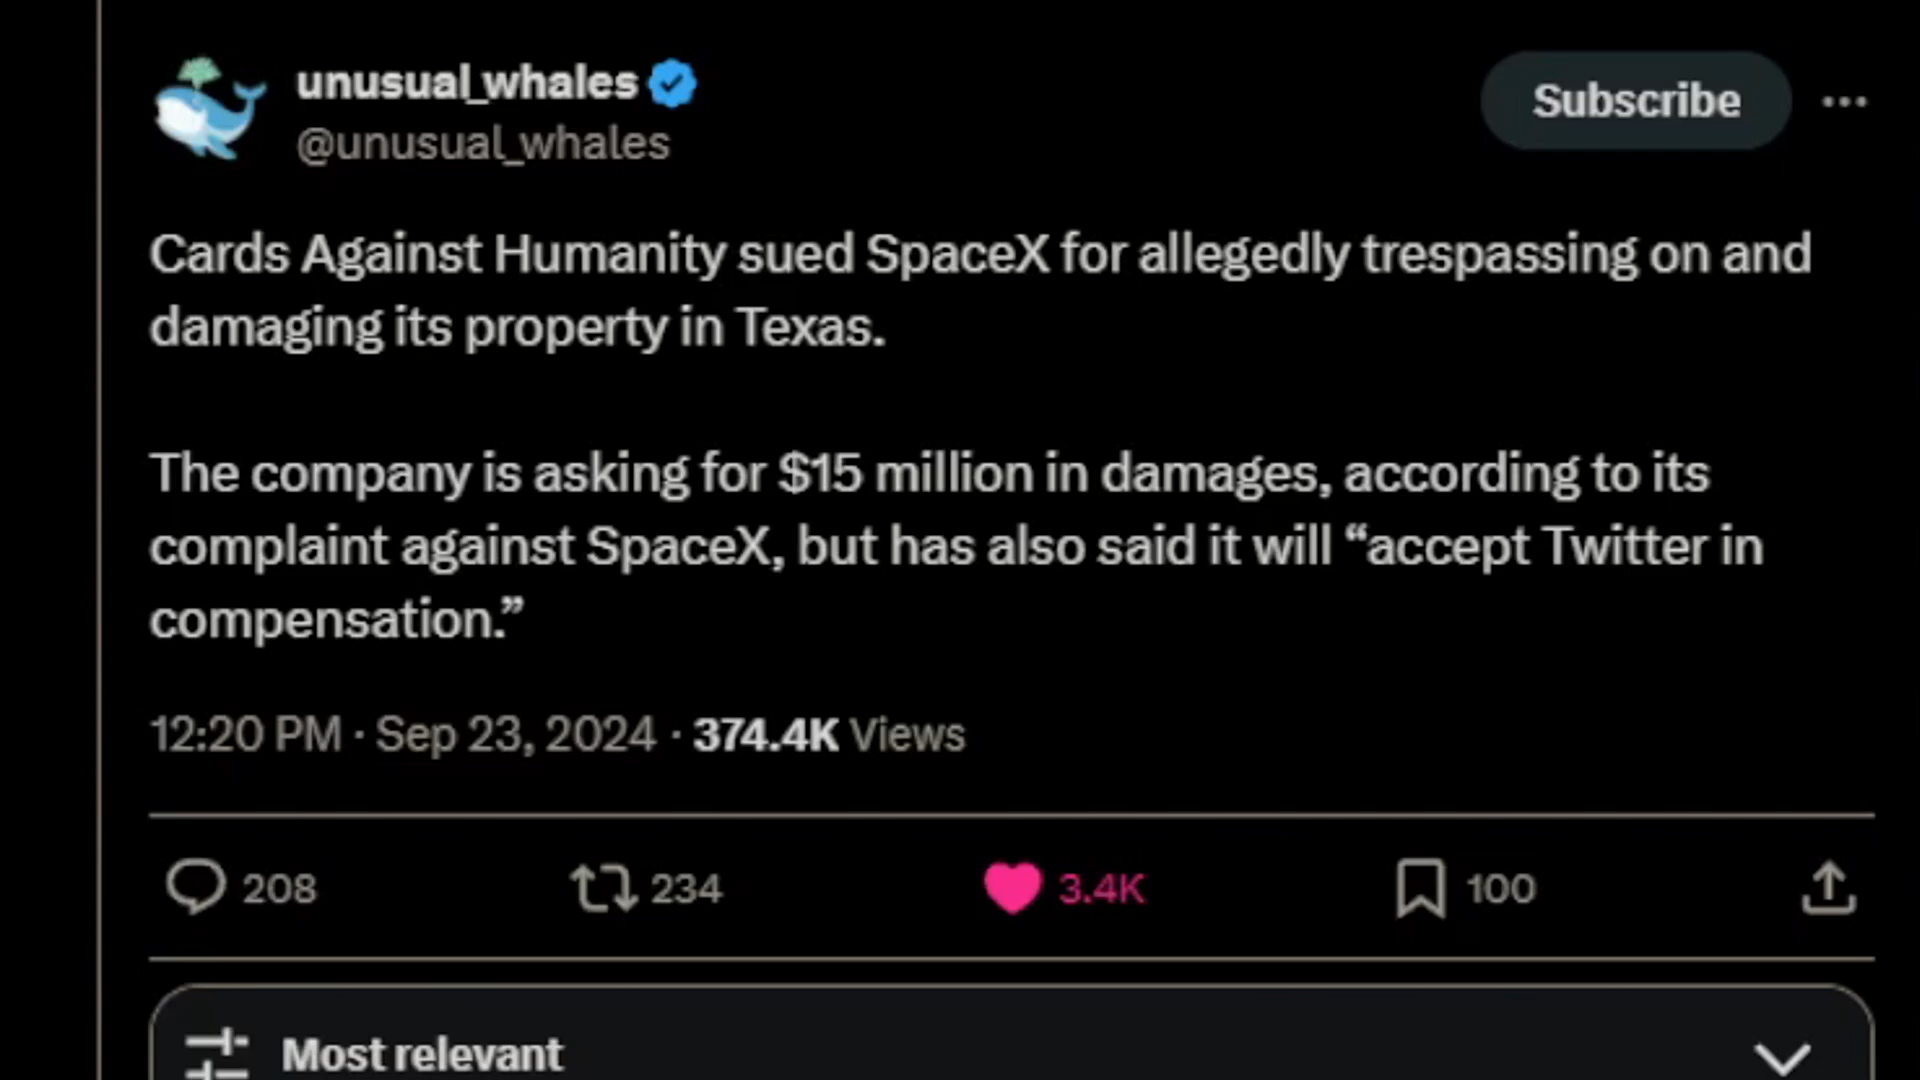 unusual_whales
@unusual_whales
Subscribe
Cards Against Humanity sued SpaceX for allegedly trespassing on and
damaging its property in Texas.
The company is asking for $15 million in damages, according to its
complaint against SpaceX, but has also said it will “accept Twitter in
compensation.”
12:20 PM · Sep 23, 2024 · 374.4K Views
208 234 3.4K 100
Most relevant